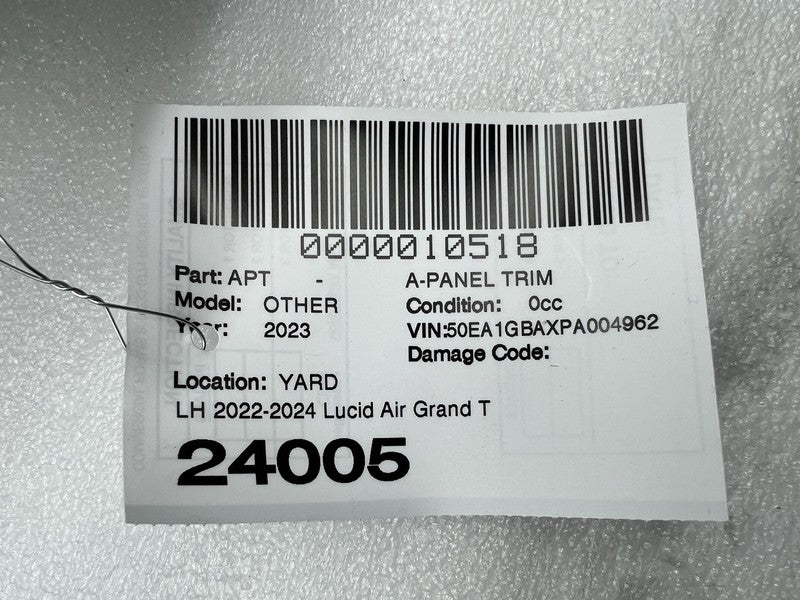 0000010518
Part: APT - A-PANEL TRIM
Model: OTHER Condition: 0cc
Year: 2023 VIN:50EA1GBAXPA004962
Damage Code:
Location: YARD
LH 2022-2024 Lucid Air Grand T
24005